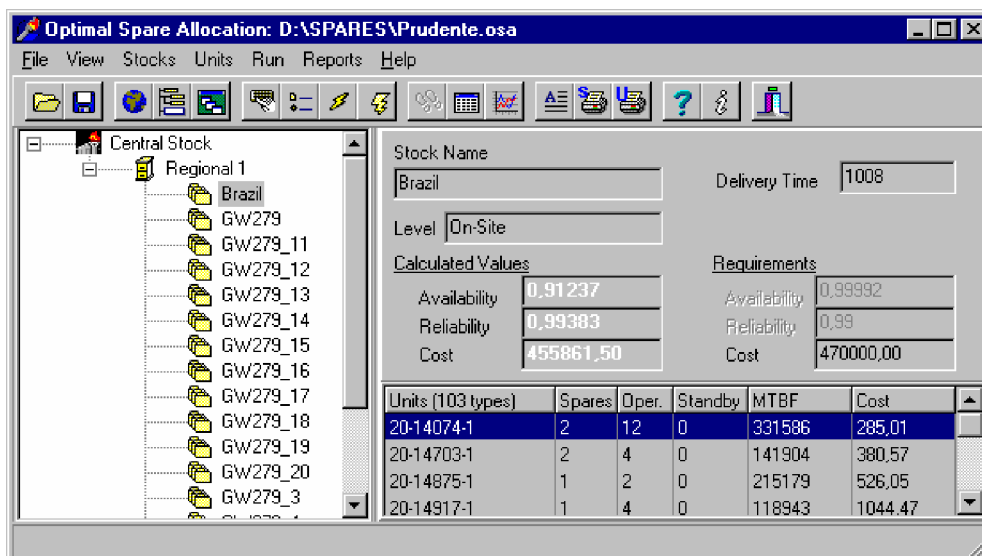 Optimal Spare Allocation: D:\SPARES\Prudente.osa
File View Stocks Units Run Reports Help
Central Stock
Regional 1
Brazil
GW279
GW279_11
GW279_12
GW279_13
GW279_14
GW279_15
GW279_16
GW279_17
GW279_18
GW279_19
GW279_20
GW279_3
Stock Name
Brazil
Delivery Time 1008
Level On-Site
Calculated Values
Availability 0,91237
Reliability 0,99383
Cost 455861,50
Requirements
Availability 0,99992
Reliability 0,99
Cost 470000,00
Units (103 types) Spares Oper. Standby MTBF Cost
20-14074-1 2 12 0 331586 285,01
20-14703-1 2 4 0 141904 380,57
20-14875-1 1 2 0 215179 526,05
20-14917-1 1 4 0 118943 1044,47